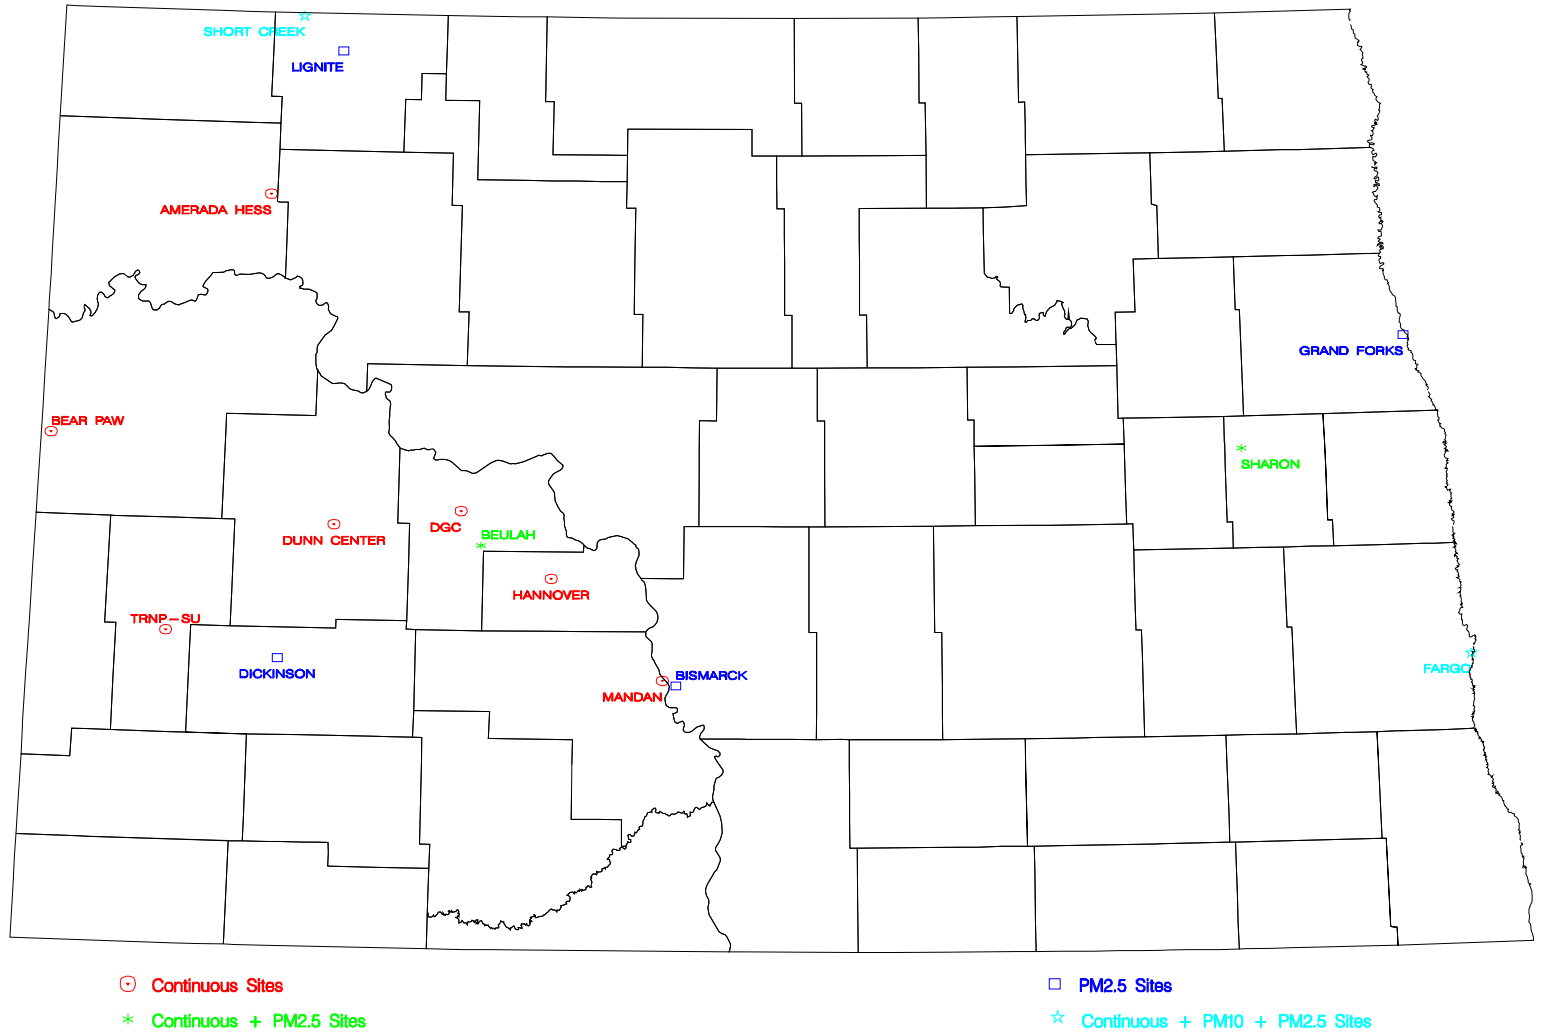 SHORT CREEK
LIGNITE
AMERADA HESS
GRAND FORKS
BEAR PAW
SHARON
DGC
BEULAH
DUNN CENTER
HANNOVER
TRNP-SU
DICKINSON
BISMARCK
MANDAN
FARGO
Continuous Sites
PM2.5 Sites
Continuous + PM2.5 Sites
Continuous + PM10 + PM2.5 Sites